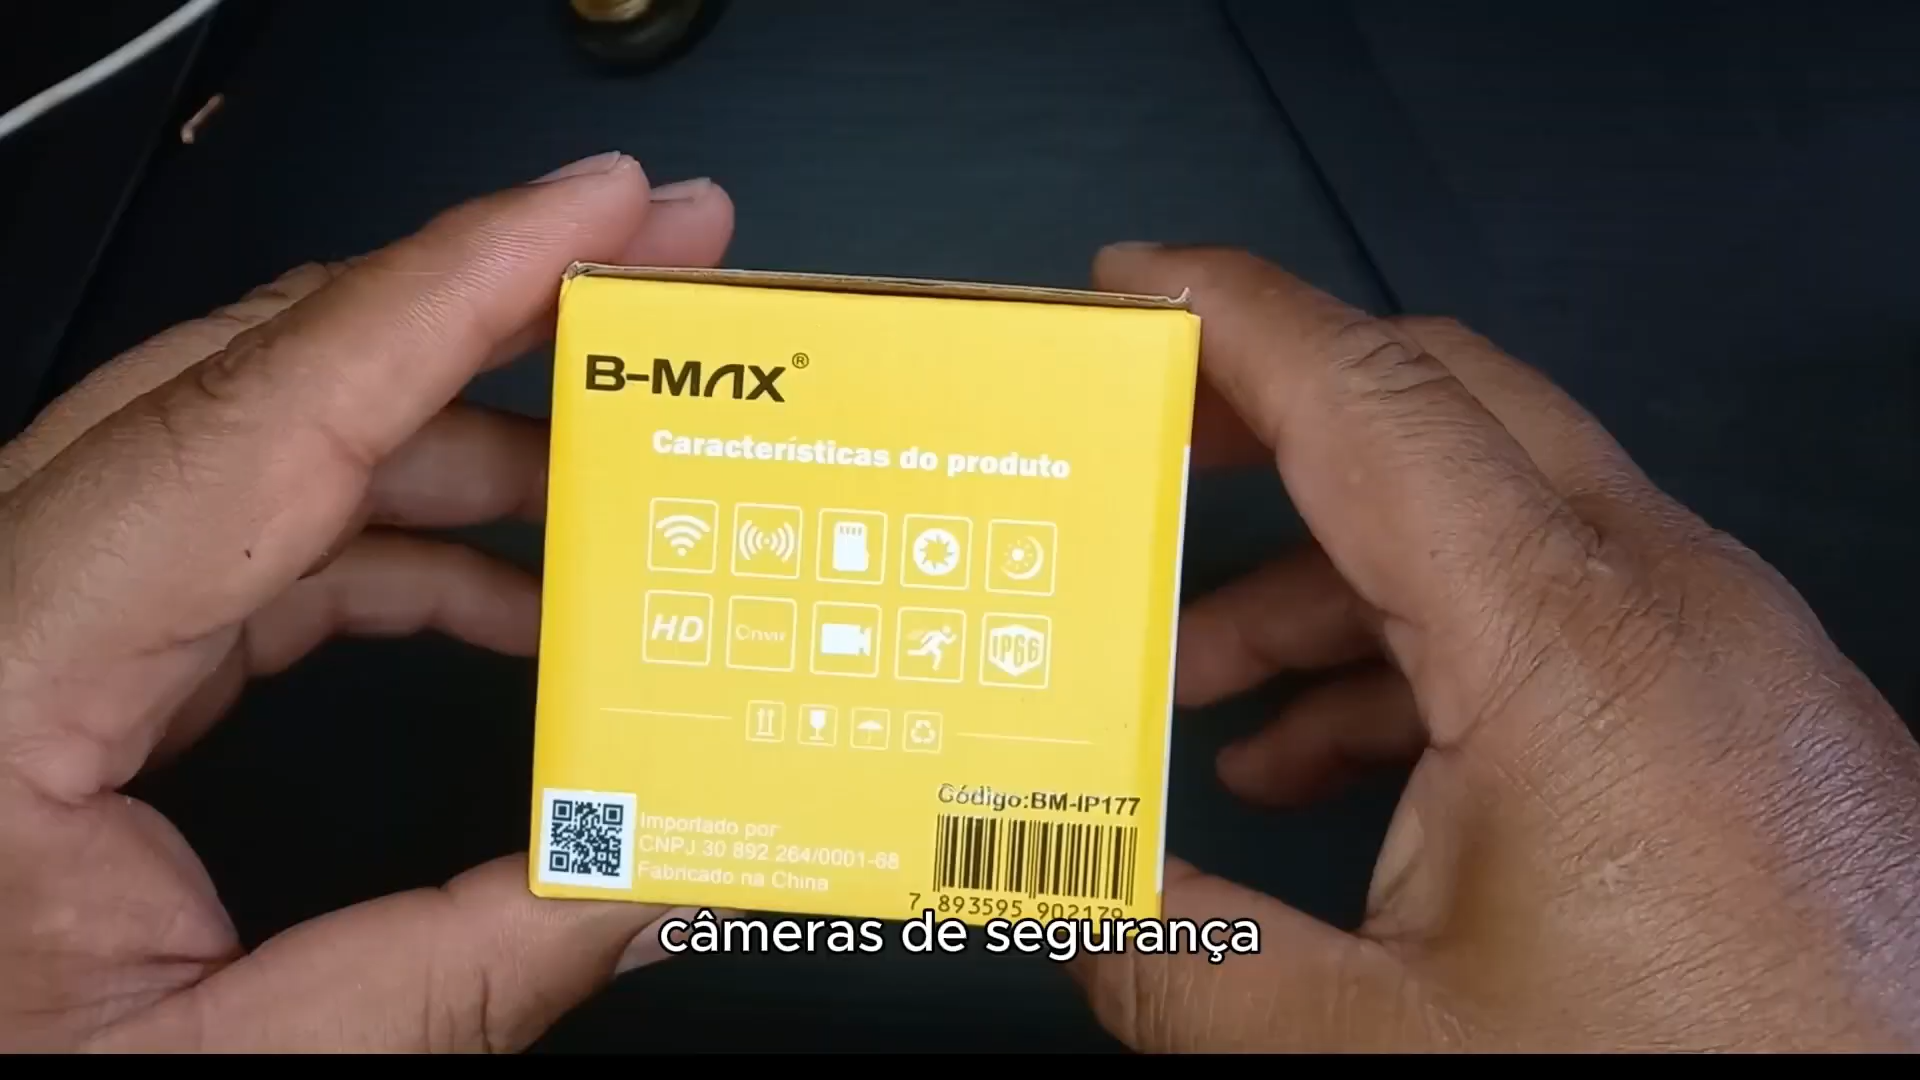 B-MAX®
Características do produto
HD
IP66
Código:BM-IP177
Importado por:
CNPJ 30 892 264/0001-68
Fabricado na China
7 893595 902179
câmeras de segurança